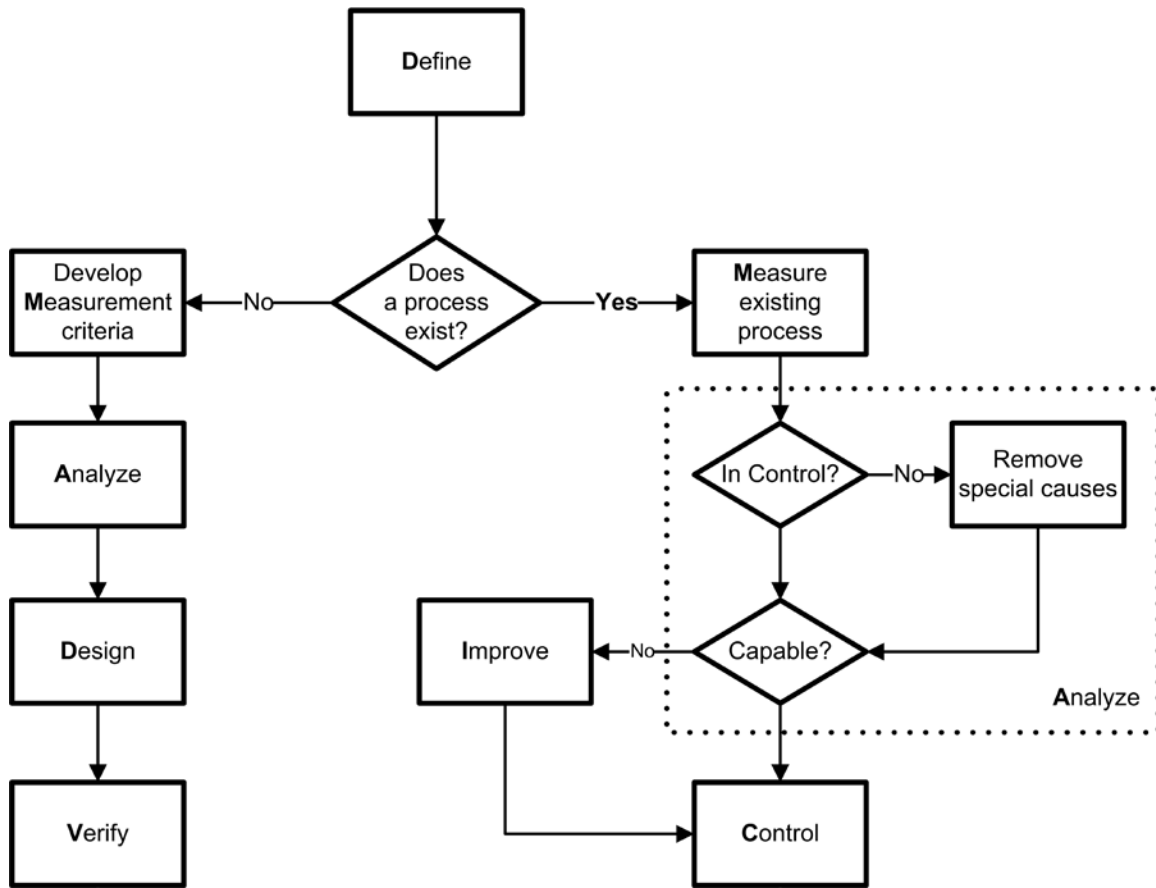 Define
Does
a process
exist?
No
Yes
Develop
Measurement
criteria
Measure
existing
process
Analyze
In Control?
No
Remove
special causes
Design
Improve
No
Capable?
Analyze
Verify
Control